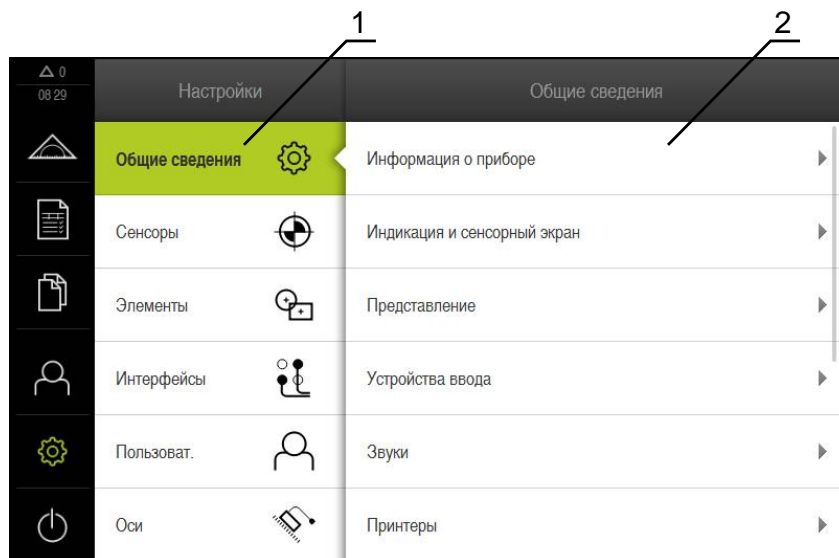 1
2
0
08 29
Настройки
Общие сведения
Общие сведения
Сенсоры
Элементы
Интерфейсы
Пользоват.
Оси
Информация о приборе
Индикация и сенсорный экран
Представление
Устройства ввода
Звуки
Принтеры